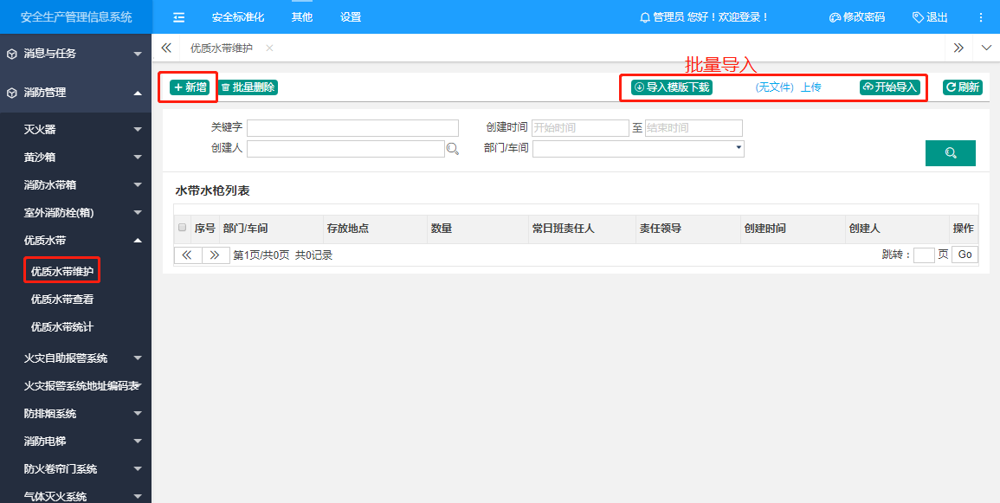 安全生产管理信息系统
安全标准化 其他 设置
管理员 您好！欢迎登录！
修改密码 退出
消息与任务
消防管理
灭火器
黄沙箱
消防水带箱
室外消防栓(箱)
优质水带
优质水带维护
优质水带查看
优质水带统计
火灾自助报警系统
火灾报警系统地址编码表
防排烟系统
消防电梯
防火卷帘门系统
气体灭火系统
优质水带维护
批量导入
新增 批量删除 导入模版下载 (无文件) 上传 开始导入 刷新
关键字 创建时间 开始时间 至 结束时间
创建人 部门/车间
水带水枪列表
序号 部门/车间 存放地点 数量 常日班责任人 责任领导 创建时间 创建人 操作
第1页/共0页 共0记录 跳转： 页 Go